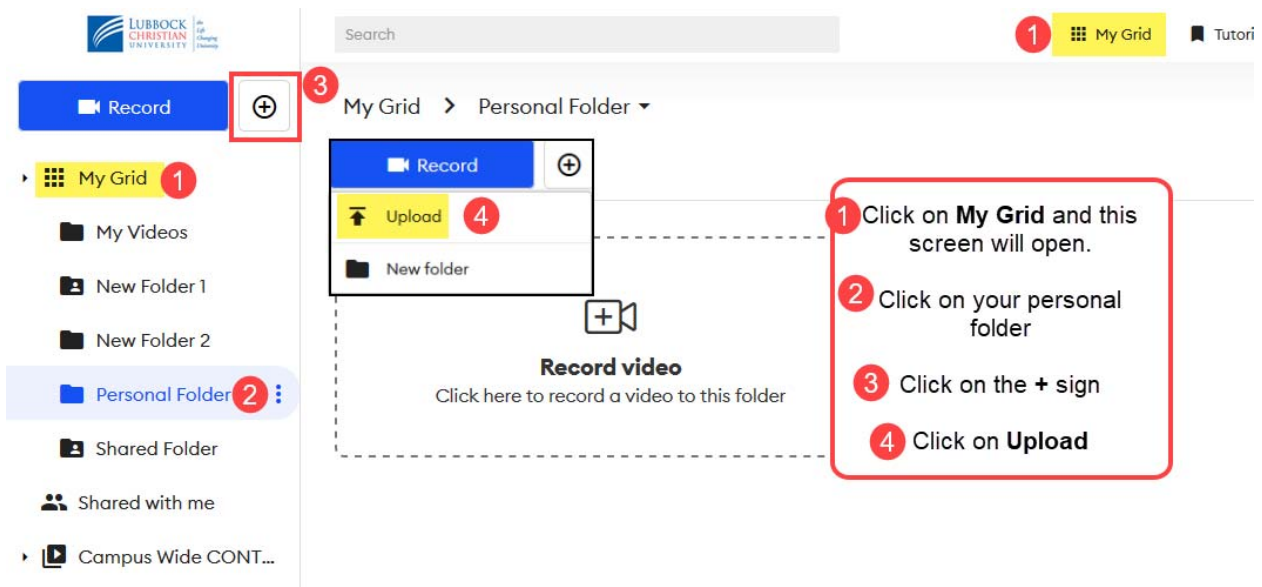 LUBBOCK
CHRISTIAN
UNIVERSITY
the
Life
Changing
University
Search
1
My Grid
Tutori
Record
3
My Grid > Personal Folder
Record
My Grid 1
Upload 4
New folder
My Videos
New Folder 1
New Folder 2
Personal Folder 2
Shared Folder
Shared with me
Campus Wide CONT...
Record video
Click here to record a video to this folder
1 Click on My Grid and this
screen will open.
2 Click on your personal
folder
3 Click on the + sign
4 Click on Upload